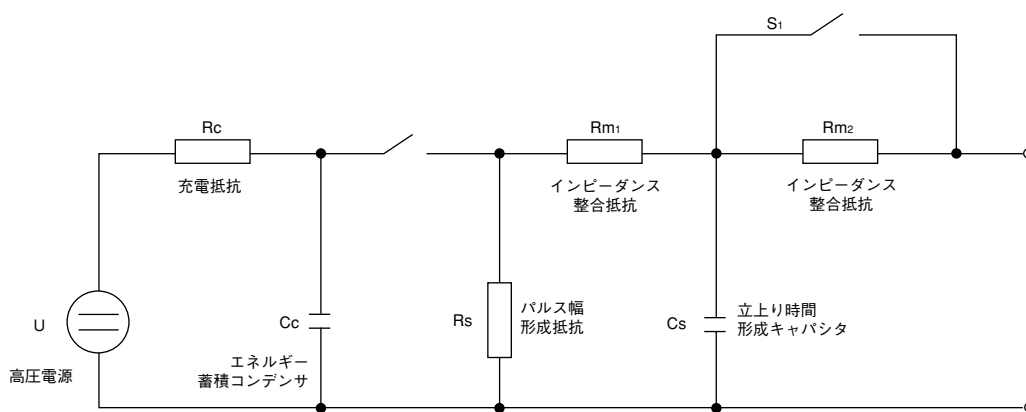 S1
Rc
充電抵抗
Rm1
インピーダンス
整合抵抗
Rm2
インピーダンス
整合抵抗
U
高圧電源
Cc
エネルギー
蓄積コンデンサ
Rs
パルス幅
形成抵抗
Cs
立上り時間
形成キャパシタ